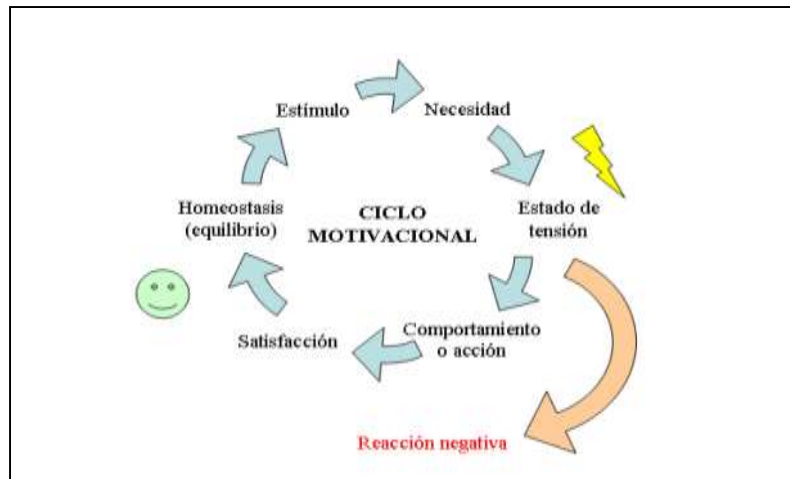 Estímulo
Necesidad
Homeostasis
(equilibrio)
CICLO
MOTIVACIONAL
Estado de
tensión
Satisfacción
Comportamiento
o acción
Reacción negativa